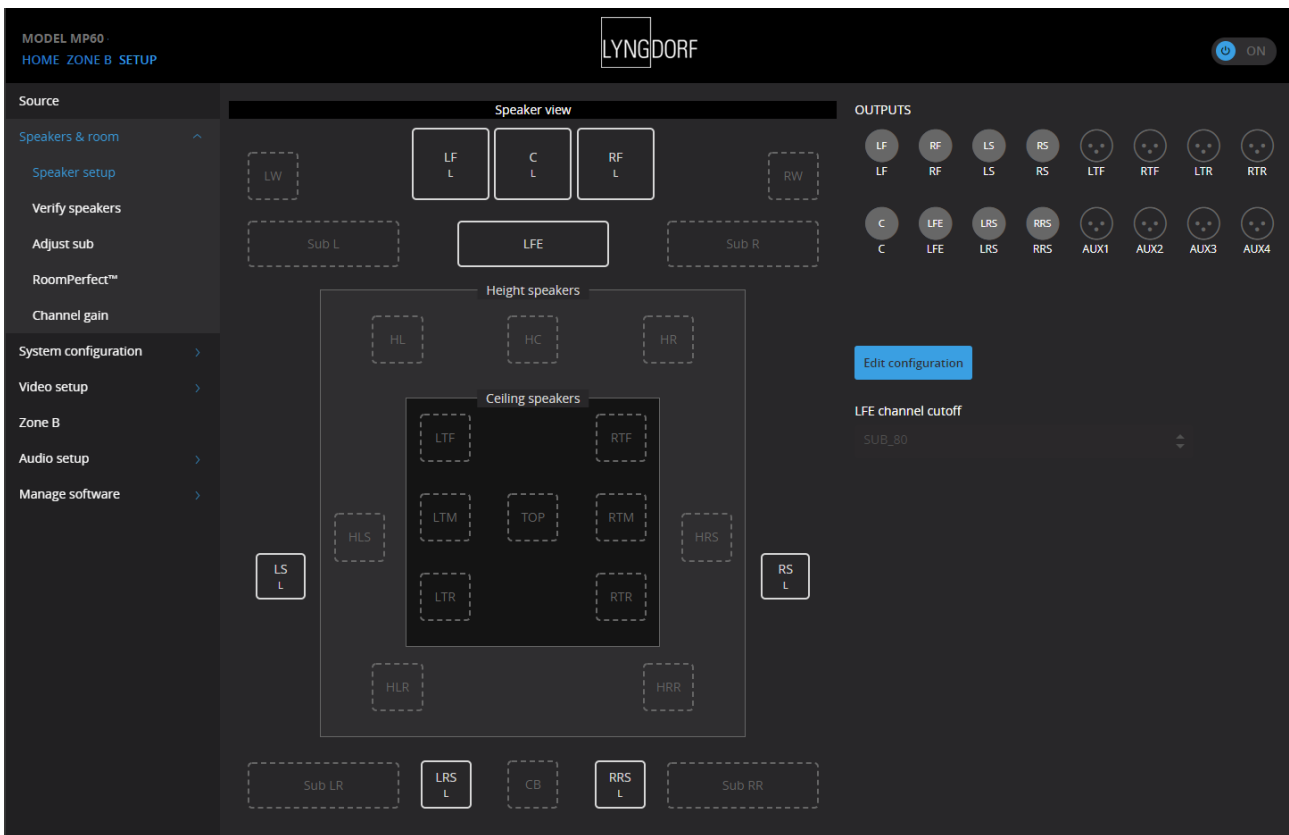 MODEL MP60
HOME ZONE B SETUP
LYNGDORF
ON
Source
Speakers & room
Speaker setup
Verify speakers
Adjust sub
RoomPerfect™
Channel gain
System configuration
Video setup
Zone B
Audio setup
Manage software
Speaker view
LW
LF
L
C
L
RF
L
RW
Sub L
LFE
Sub R
Height speakers
HL
HC
HR
Ceiling speakers
LTF
RTF
LTM
TOP
RTM
HLS
HRS
LS
L
RS
L
LTR
RTR
HLR
HRR
Sub LR
LRS
L
CB
RRS
L
Sub RR
OUTPUTS
LF RF LS RS
LF RF LS RS LTF RTF LTR RTR
C LFE LRS RRS
C LFE LRS RRS AUX1 AUX2 AUX3 AUX4
Edit configuration
LFE channel cutoff
SUB_80